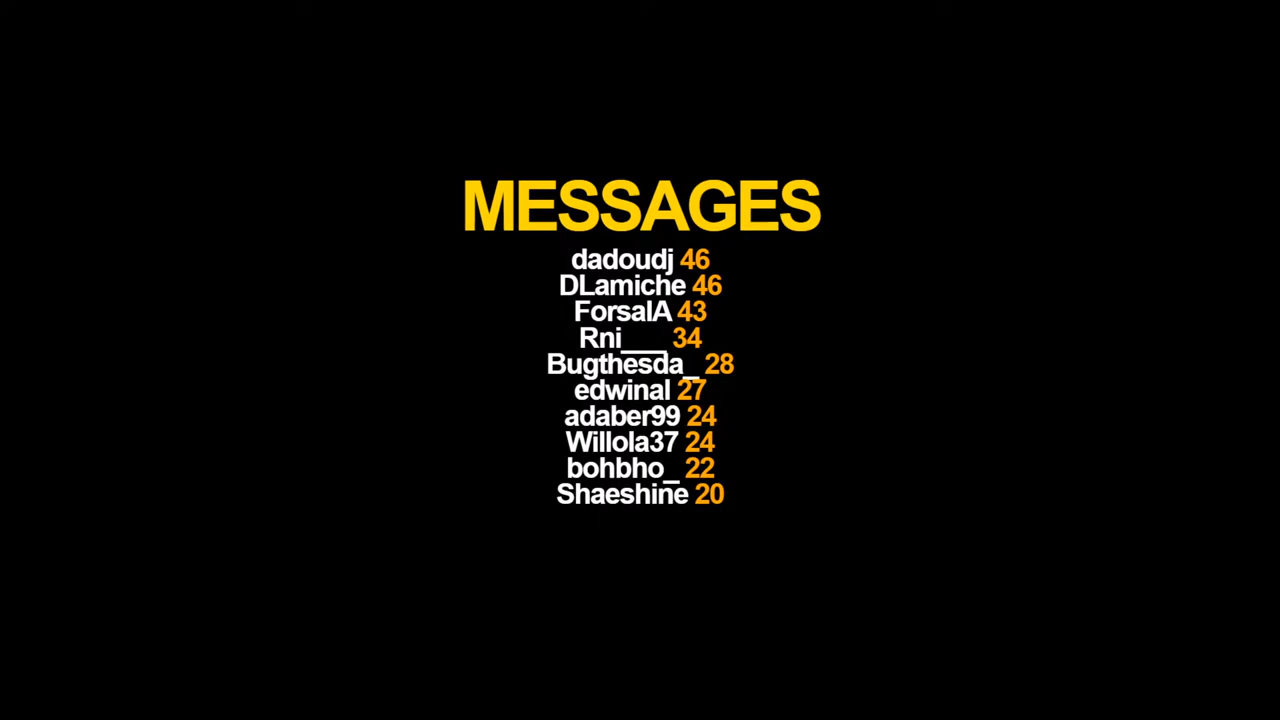 MESSAGES
dadoudj 46
DLamiche 46
ForsalA 43
Rni___ 34
Bugthesda_ 28
edwinal 27
adaber99 24
Willola37 24
bohbho_ 22
Shaeshine 20